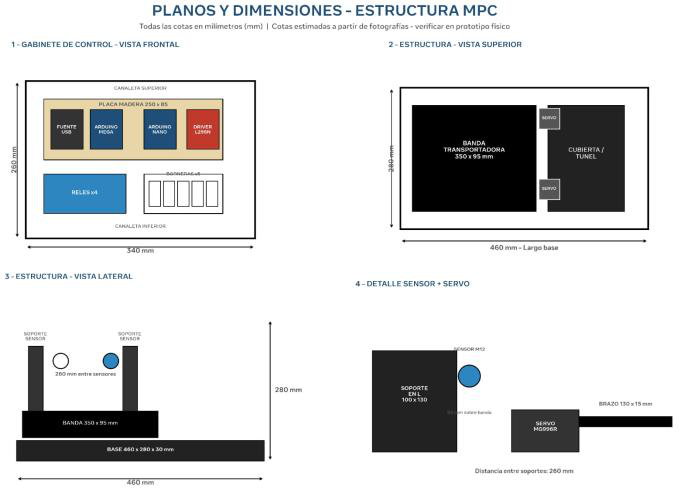 PLANOS Y DIMENSIONES - ESTRUCTURA MPC
Todas las cotas en milímetros (mm) | Cotas estimadas a partir de fotografías - verificar en prototipo físico
1 - GABINETE DE CONTROL - VISTA FRONTAL
CANALETA SUPERIOR
PLACA MADERA 250 x 85
FUENTE
USB
ARDUINO
MEGA
ARDUINO
NANO
DRIVER
L298N
RELES x4
BORNERAS x5
CANALETA INFERIOR
260 mm
340 mm
2 - ESTRUCTURA - VISTA SUPERIOR
BANDA
TRANSPORTADORA
350 x 95 mm
SERVO
SERVO
CUBIERTA /
TUNEL
280 mm
460 mm - Largo base
3 - ESTRUCTURA - VISTA LATERAL
SOPORTE
SENSOR
SOPORTE
SENSOR
260 mm entre sensores
BANDA 350 x 95 mm
BASE 460 x 280 x 30 mm
280 mm
460 mm
4 - DETALLE SENSOR + SERVO
SENSOR M12
SOPORTE
EN L
100 x 130
mm sobre banda
SERVO
MG996R
BRAZO 130 x 15 mm
Distancia entre soportes: 260 mm